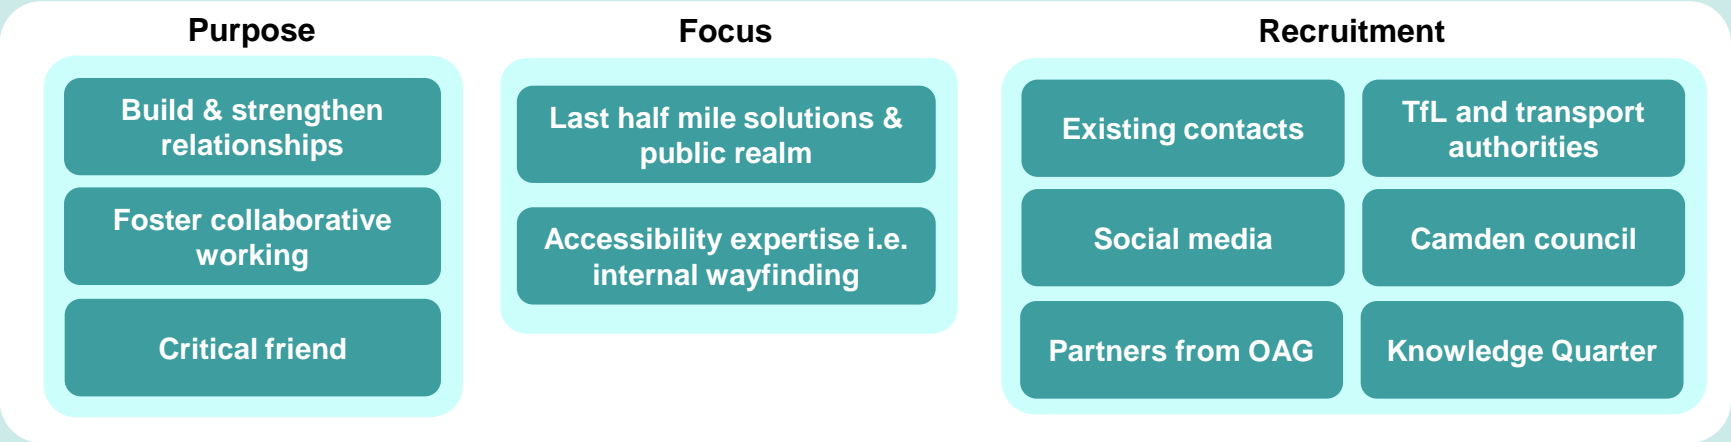 Purpose
Build & strengthen
relationships
Foster collaborative
working
Critical friend
Focus
Last half mile solutions &
public realm
Accessibility expertise i.e.
internal wayfinding
Recruitment
Existing contacts
TfL and transport
authorities
Social media
Camden council
Partners from OAG
Knowledge Quarter